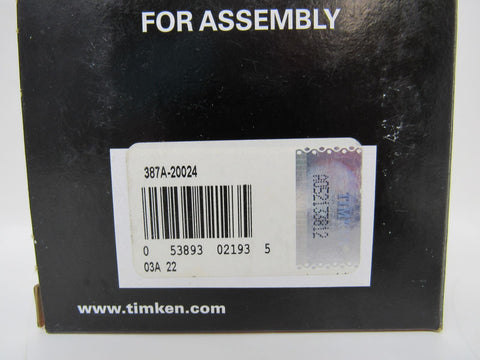 FOR ASSEMBLY
387A-20024
0 53893 02193 5
03A 22
www.timken.com